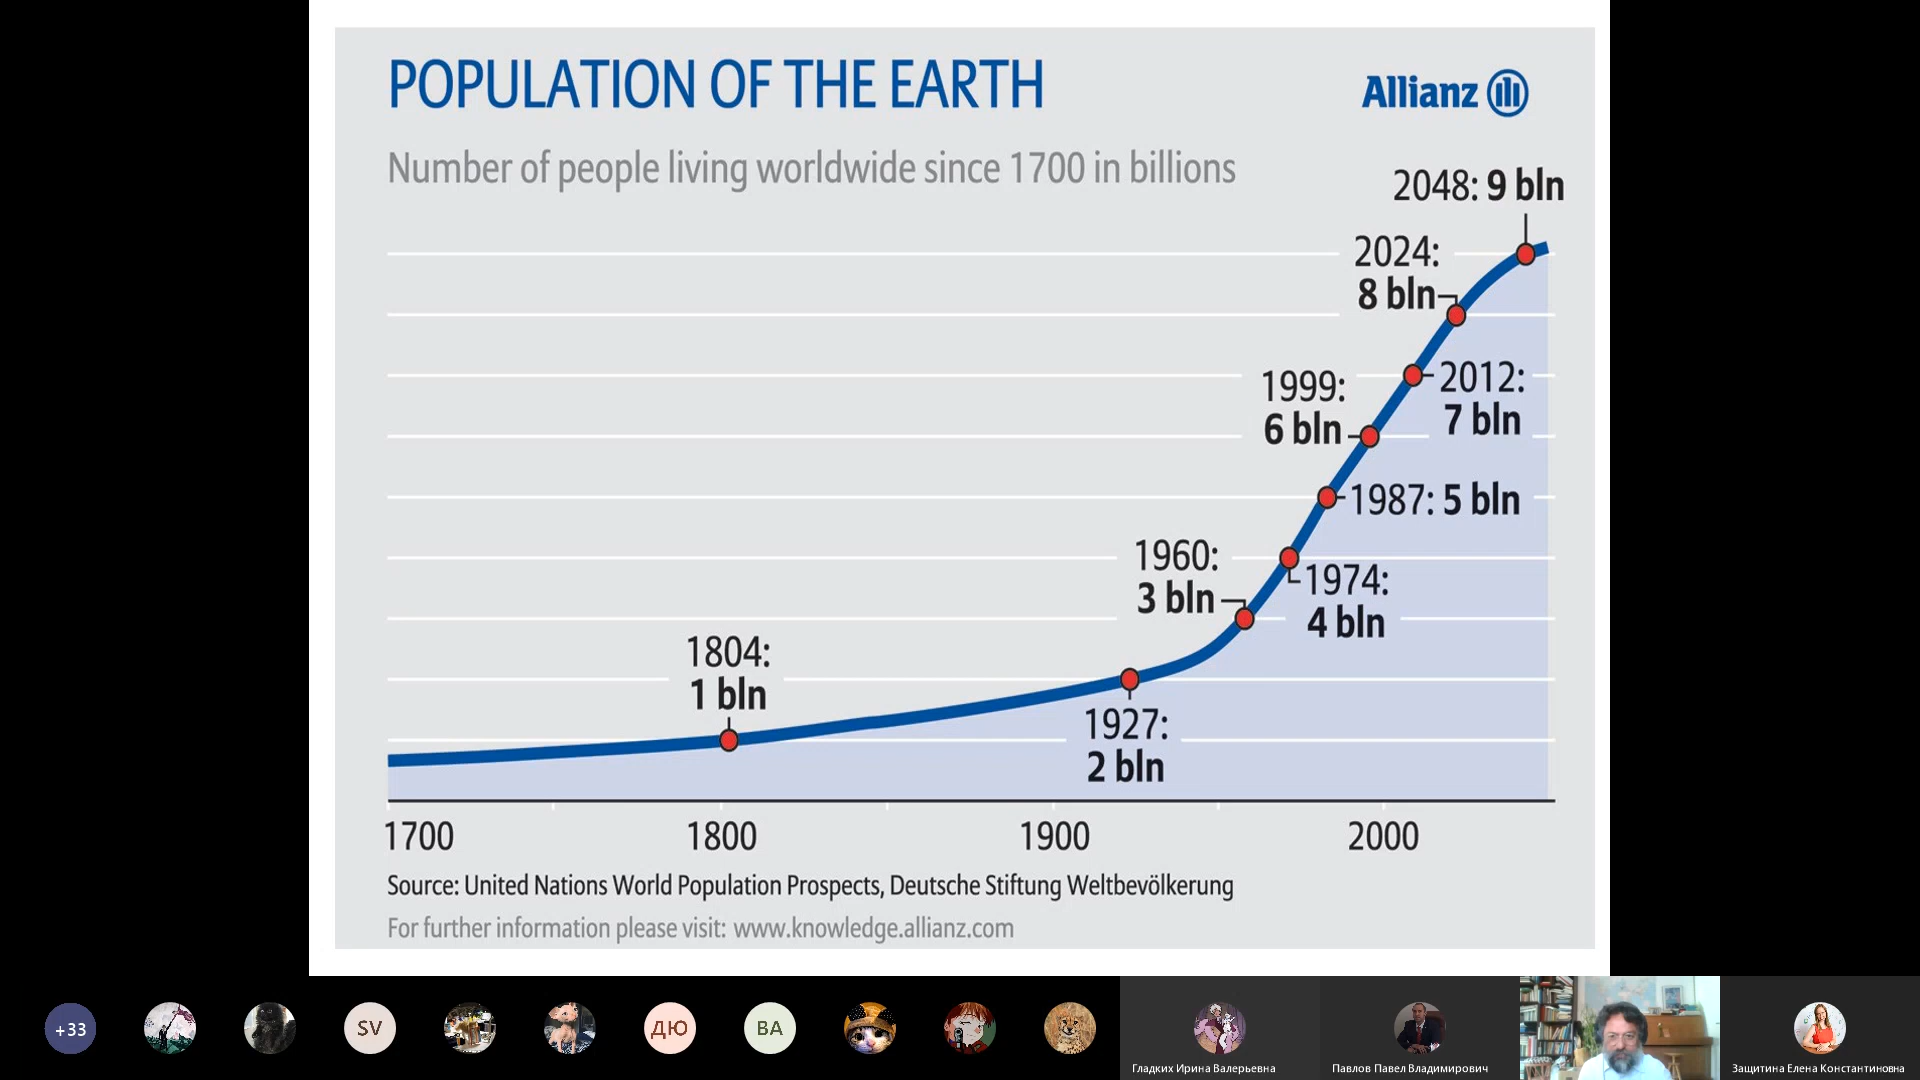 POPULATION OF THE EARTH
Allianz
Number of people living worldwide since 1700 in billions
2048: 9 bln
2024:
8 bln
2012:
7 bln
1999:
6 bln
1987: 5 bln
1974:
4 bln
1960:
3 bln
1927:
2 bln
1804:
1 bln
1700 1800 1900 2000
Source: United Nations World Population Prospects, Deutsche Stiftung Weltbevölkerung
For further information please visit: www.knowledge.allianz.com
+33 SV ДЮ ВА
Гладких Ирина Валерьевна
Павлов Павел Владимирович
Защитина Елена Константиновна